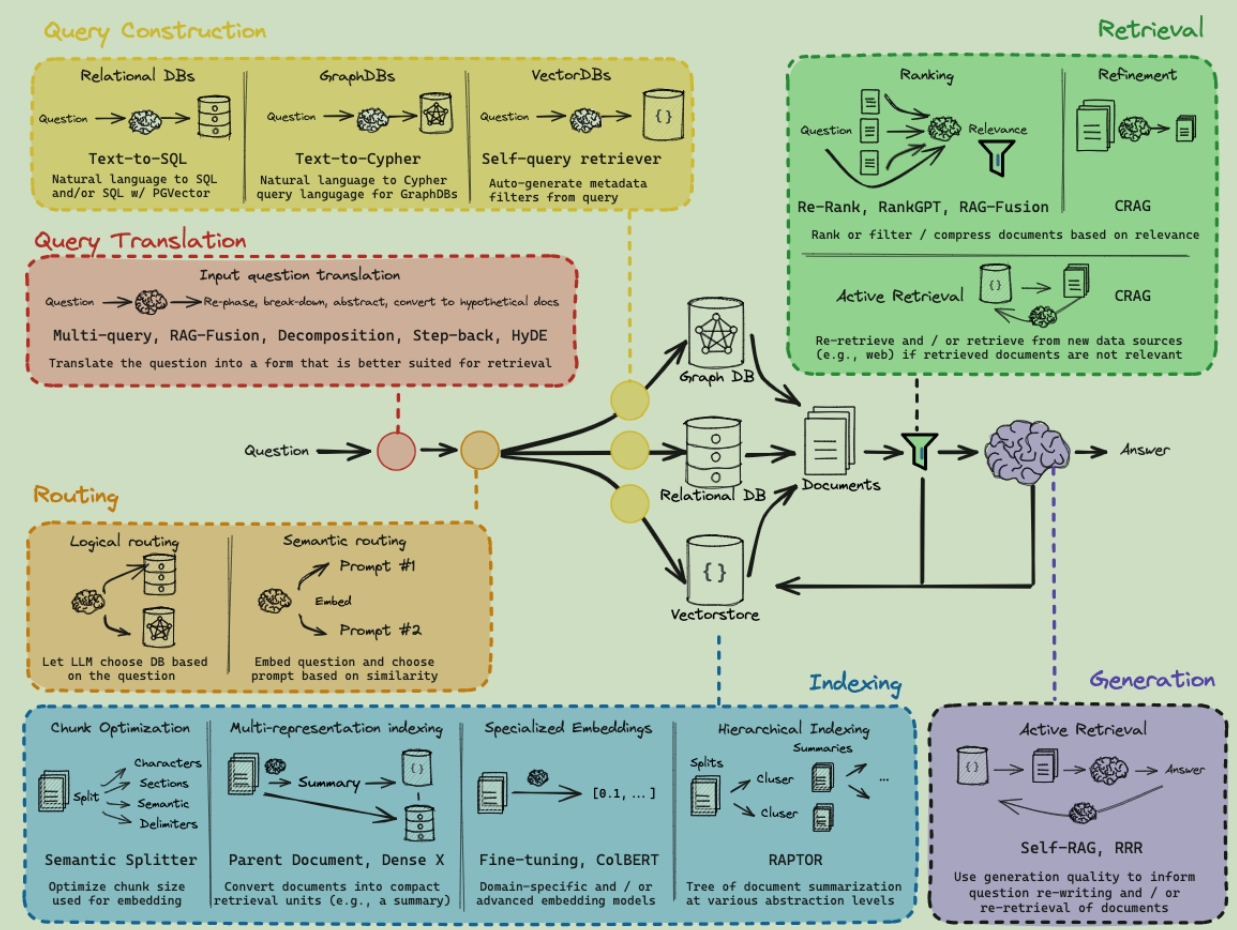 Query Construction
Relational DBs
Question
Text-to-SQL
Natural language to SQL
and/or SQL w/ PGVector
GraphDBs
Question
Text-to-Cypher
Natural language to Cypher
query langugage for GraphDBs
VectorDBs
Question
{}
Self-query retriever
Auto-generate metadata
filters from query
Retrieval
Ranking
Question
Relevance
Re-Rank, RankGPT, RAG-Fusion
Refinement
CRAG
Rank or filter / compress documents based on relevance
Active Retrieval
{}
CRAG
Re-retrieve and / or retrieve from new data sources
(e.g., web) if retrieved documents are not relevant
Query Translation
Input question translation
Question
Re-phase, break-down, abstract, convert to hypothetical docs
Multi-query, RAG-Fusion, Decomposition, Step-back, HyDE
Translate the question into a form that is better suited for retrieval
Question
Graph DB
Relational DB
{}
Vectorstore
Documents
Answer
Routing
Logical routing
Let LLM choose DB based
on the question
Semantic routing
Prompt #1
Embed
Prompt #2
Embed question and choose
prompt based on similarity
Indexing
Chunk Optimization
Split
Characters
Sections
Semantic
Delimiters
Semantic Splitter
Optimize chunk size
used for embedding
Multi-representation indexing
Summary
{}
Parent Document, Dense X
Convert documents into compact
retrieval units (e.g., a summary)
Specialized Embeddings
[0.1, ... ]
Fine-tuning, ColBERT
Domain-specific and / or
advanced embedding models
Hierarchical Indexing
Summaries
Splits
Cluser
Cluser
...
RAPTOR
Tree of document summarization
at various abstraction levels
Generation
Active Retrieval
{}
Answer
Self-RAG, RRR
Use generation quality to inform
question re-writing and / or
re-retrieval of documents